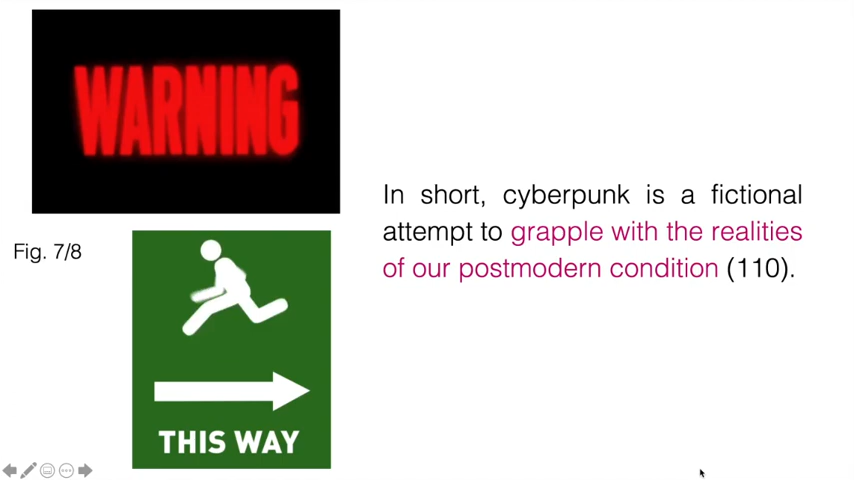 WARNING
Fig. 7/8
THIS WAY
In short, cyberpunk is a fictional
attempt to grapple with the realities
of our postmodern condition (110).